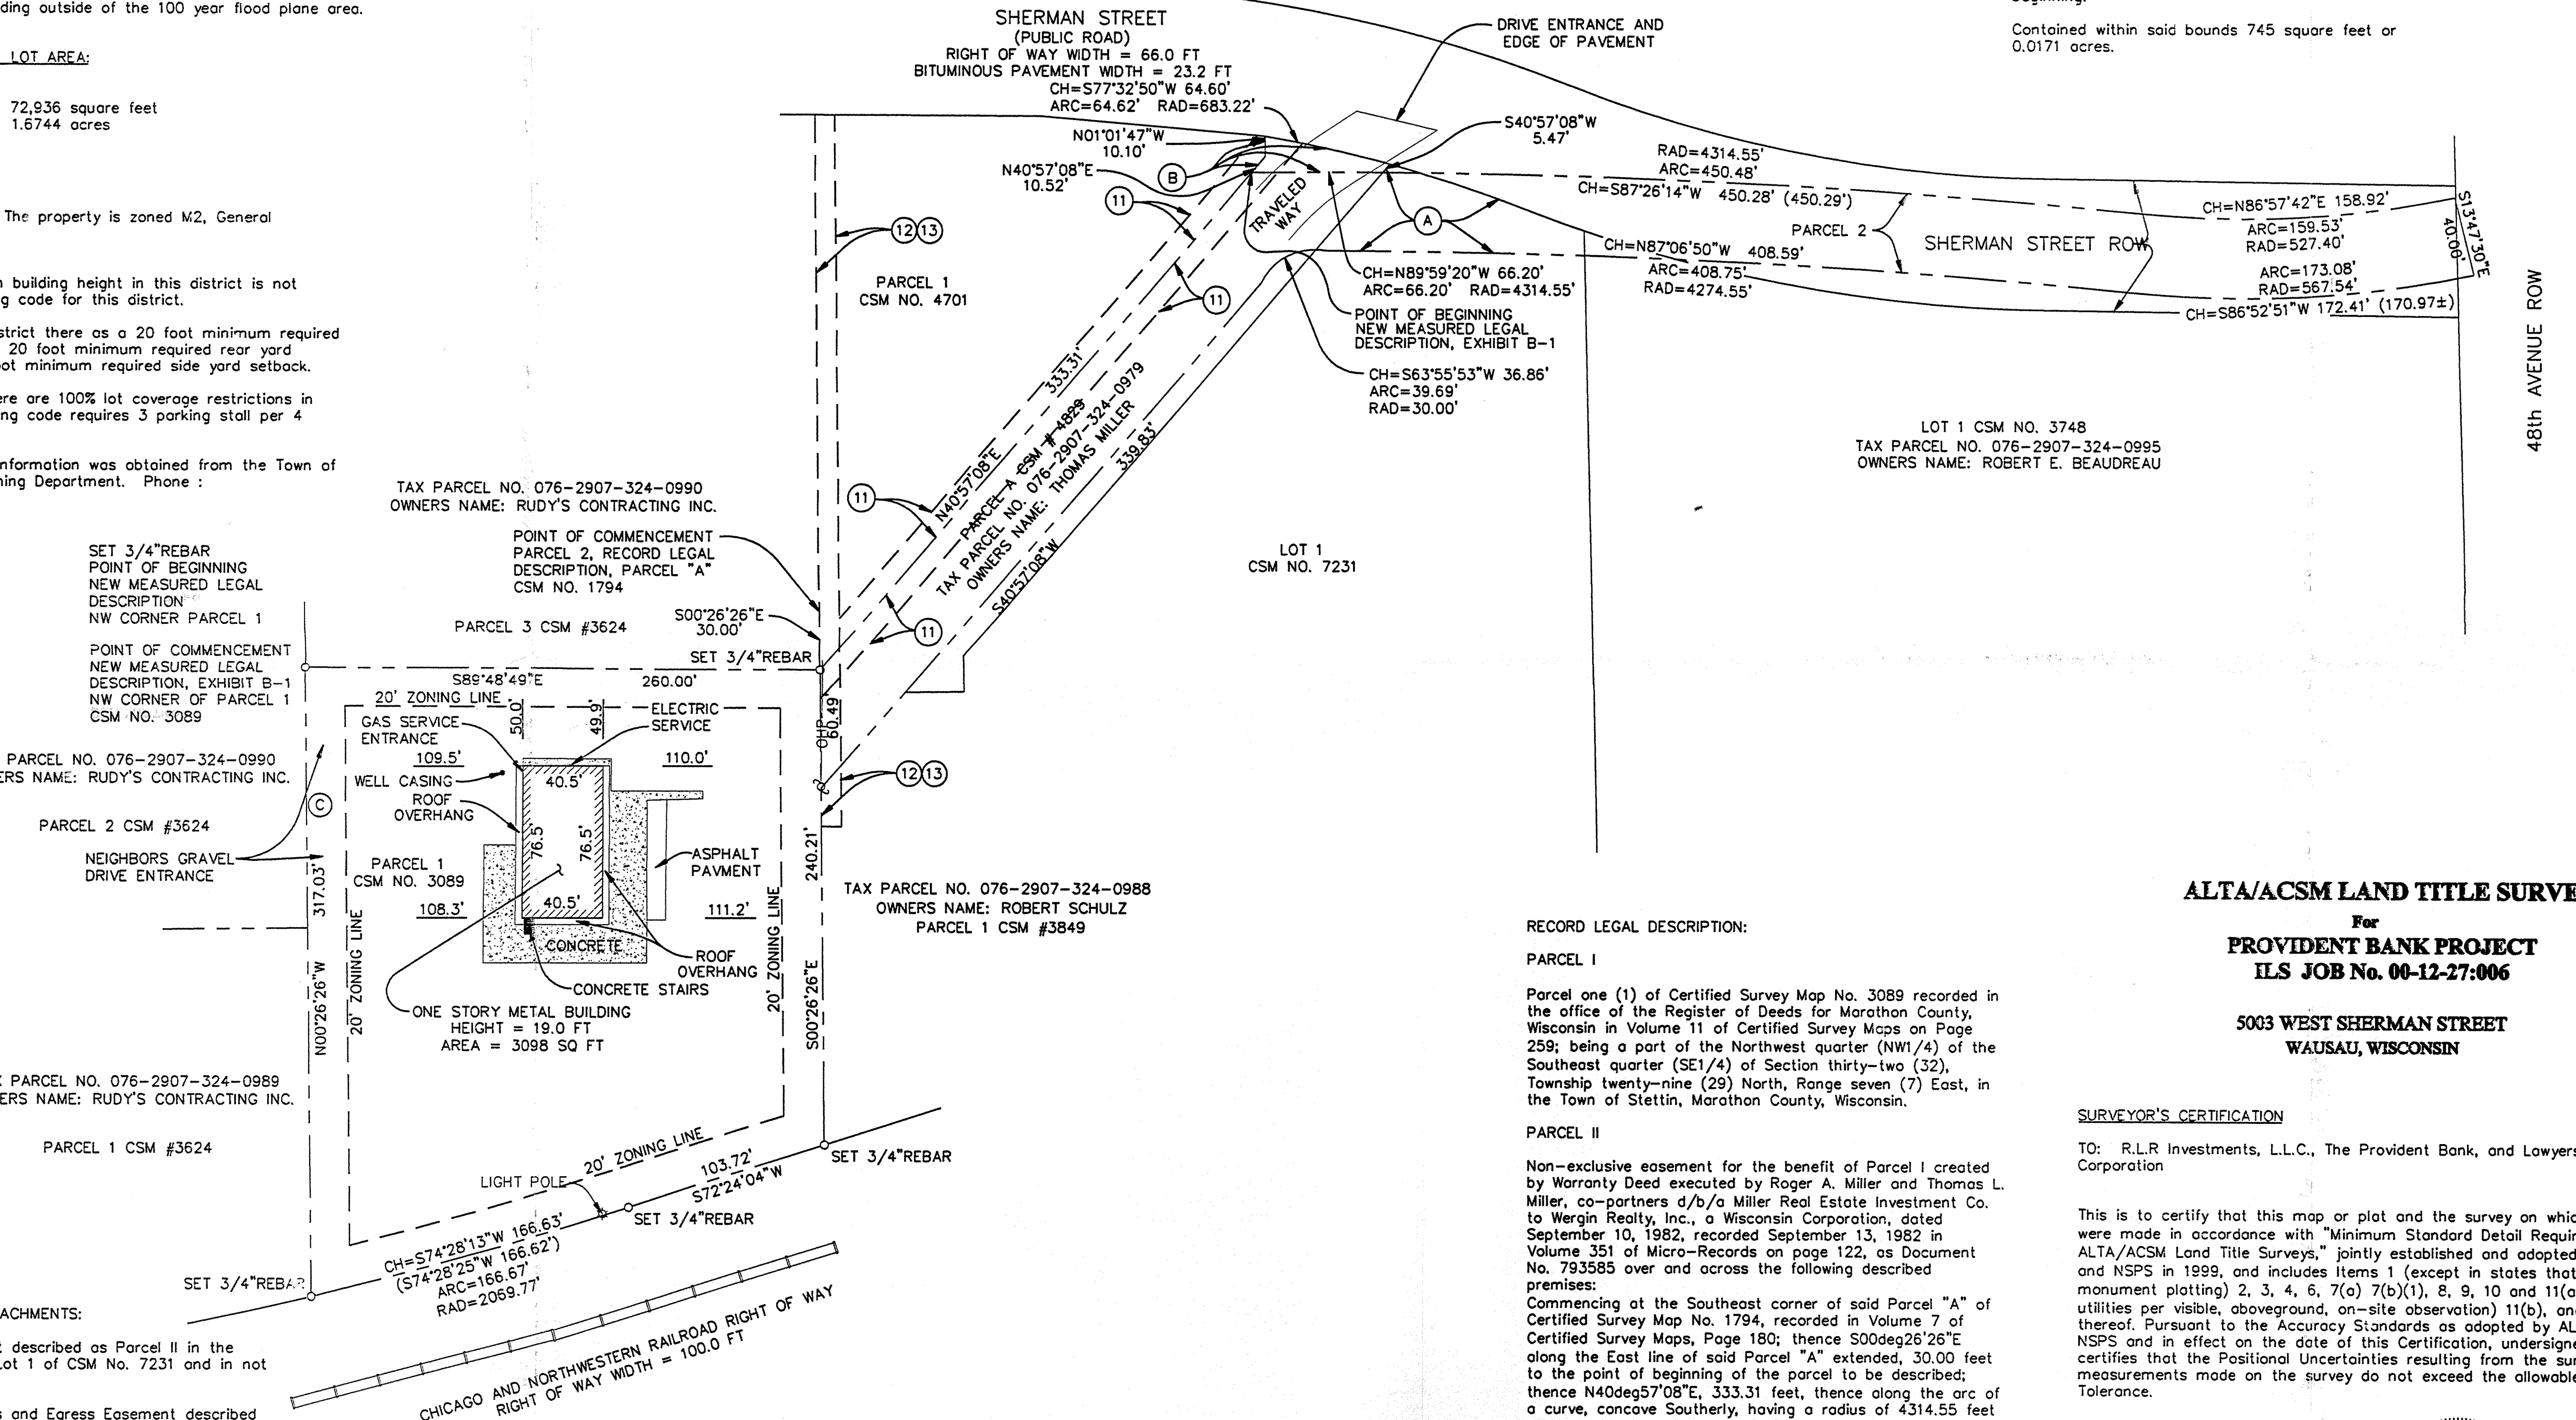 ding outside of the 100 year flood plane area.
LOT AREA:
72,936 square feet
1.6744 acres
The property is zoned M2, General
building height in this district is not
g code for this district.
strict there as a 20 foot minimum required
20 foot minimum required rear yard
oot minimum required side yard setback.
ere are 100% lot coverage restrictions in
ing code requires 3 parking stall per 4
nformation was obtained from the Town of
ning Department. Phone :
SHERMAN STREET
(PUBLIC ROAD)
RIGHT OF WAY WIDTH = 66.0 FT
BITUMINOUS PAVEMENT WIDTH = 23.2 FT
CH=S77°32'50"W 64.60'
ARC=64.62' RAD=683.22'
DRIVE ENTRANCE AND
EDGE OF PAVEMENT
Contained within said bounds 745 square feet or
0.0171 acres.
N01°01'47"W
10.10'
N40°57'08"E
10.52'
B
S40°57'08"W
5.47'
11
12 13
TRAVELED
WAY
A
RAD=4314.55'
ARC=450.48'
CH=S87°26'14"W 450.28' (450.29')
PARCEL 2
SHERMAN STREET ROW
CH=N86°57'42"E 158.92'
ARC=159.53'
RAD=527.40'
S13°47'30"E
40.00'
CH=N87°06'50"W 408.59'
ARC=408.75'
RAD=4274.55'
ARC=173.08'
RAD=567.54'
CH=S86°52'51"W 172.41' (170.97±)
48th AVENUE ROW
PARCEL 1
CSM NO. 4701
11
CH=N89°59'20"W 66.20'
ARC=66.20' RAD=4314.55'
POINT OF BEGINNING
NEW MEASURED LEGAL
DESCRIPTION, EXHIBIT B-1
CH=S63°55'53"W 36.86'
ARC=39.69'
RAD=30.00'
333.31'
N40°57'08"E
PARCEL A CSM # 4829
TAX PARCEL NO. 076-2907-324-0979
OWNERS NAME: THOMAS MILLER
339.83'
S40°57'08"W
LOT 1 CSM NO. 3748
TAX PARCEL NO. 076-2907-324-0995
OWNERS NAME: ROBERT E. BEAUDREAU
TAX PARCEL NO. 076-2907-324-0990
OWNERS NAME: RUDY'S CONTRACTING INC.
11
POINT OF COMMENCEMENT
PARCEL 2, RECORD LEGAL
DESCRIPTION, PARCEL "A"
CSM NO. 1794
LOT 1
CSM NO. 7231
SET 3/4"REBAR
POINT OF BEGINNING
NEW MEASURED LEGAL
DESCRIPTION
NW CORNER PARCEL 1
POINT OF COMMENCEMENT
NEW MEASURED LEGAL
DESCRIPTION, EXHIBIT B-1
NW CORNER OF PARCEL 1
CSM NO. 3089
PARCEL 3 CSM #3624
S00°26'26"E
30.00'
11
SET 3/4"REBAR
S89°48'49"E 260.00'
20' ZONING LINE
GAS SERVICE
ENTRANCE
50.0'
49.9'
ELECTRIC
SERVICE
OHP
60.49
PARCEL NO. 076-2907-324-0990
ERS NAME: RUDY'S CONTRACTING INC.
109.5'
110.0'
WELL CASING
40.5'
ROOF
OVERHANG
76.5'
76.5'
12 13
C
PARCEL 2 CSM #3624
NEIGHBORS GRAVEL
DRIVE ENTRANCE
PARCEL 1
CSM NO. 3089
ASPHALT
PAVMENT
240.21'
317.03'
108.3'
40.5'
111.2'
TAX PARCEL NO. 076-2907-324-0988
OWNERS NAME: ROBERT SCHULZ
PARCEL 1 CSM #3849
CONCRETE
ROOF
OVERHANG
CONCRETE STAIRS
20' ZONING LINE
20' ZONING LINE
N00°26'26"W
S00°26'26"E
ONE STORY METAL BUILDING
HEIGHT = 19.0 FT
AREA = 3098 SQ FT
X PARCEL NO. 076-2907-324-0989
ERS NAME: RUDY'S CONTRACTING INC.
PARCEL 1 CSM #3624
20' ZONING LINE
LIGHT POLE
103.72'
S72°24'04"W
SET 3/4"REBAR
SET 3/4"REBAR
CH=S74°28'13"W 166.63'
(S74°28'25"W 166.62')
ARC=166.67'
RAD=2069.77'
SET 3/4"REBAR
CHICAGO AND NORTHWESTERN RAILROAD RIGHT OF WAY
RIGHT OF WAY WIDTH = 100.0 FT
ACHMENTS:
t described as Parcel II in the
Lot 1 of CSM No. 7231 and in not
s and Egress Easement described
RECORD LEGAL DESCRIPTION:
PARCEL I
Parcel one (1) of Certified Survey Map No. 3089 recorded in
the office of the Register of Deeds for Marathon County,
Wisconsin in Volume 11 of Certified Survey Maps on Page
259; being a part of the Northwest quarter (NW1/4) of the
Southeast quarter (SE1/4) of Section thirty-two (32),
Township twenty-nine (29) North, Range seven (7) East, in
the Town of Stettin, Marathon County, Wisconsin.
PARCEL II
Non-exclusive easement for the benefit of Parcel I created
by Warranty Deed executed by Roger A. Miller and Thomas L.
Miller, co-partners d/b/a Miller Real Estate Investment Co.
to Wergin Realty, Inc., a Wisconsin Corporation, dated
September 10, 1982, recorded September 13, 1982 in
Volume 351 of Micro-Records on page 122, as Document
No. 793585 over and across the following described
premises:
Commencing at the Southeast corner of said Parcel "A" of
Certified Survey Map No. 1794, recorded in Volume 7 of
Certified Survey Maps, Page 180; thence S00deg26'26"E
along the East line of said Parcel "A" extended, 30.00 feet
to the point of beginning of the parcel to be described;
thence N40deg57'08"E, 333.31 feet, thence along the arc of
a curve, concave Southerly, having a radius of 4314.55 feet
ALTA/ACSM LAND TITLE SURVE
For
PROVIDENT BANK PROJECT
ILS JOB No. 00-12-27:006
5003 WEST SHERMAN STREET
WAUSAU, WISCONSIN
SURVEYOR'S CERTIFICATION
TO: R.L.R Investments, L.L.C., The Provident Bank, and Lawyers
Corporation
This is to certify that this map or plat and the survey on whic
were made in accordance with "Minimum Standard Detail Requir
ALTA/ACSM Land Title Surveys," jointly established and adopted
and NSPS in 1999, and includes Items 1 (except in states that
monument platting) 2, 3, 4, 6, 7(a) 7(b)(1), 8, 9, 10 and 11(a
utilities per visible, aboveground, on-site observation) 11(b), an
thereof. Pursuant to the Accuracy Standards as adopted by AL
NSPS and in effect on the date of this Certification, undersigne
certifies that the Positional Uncertainties resulting from the sur
measurements made on the survey do not exceed the allowable
Tolerance.